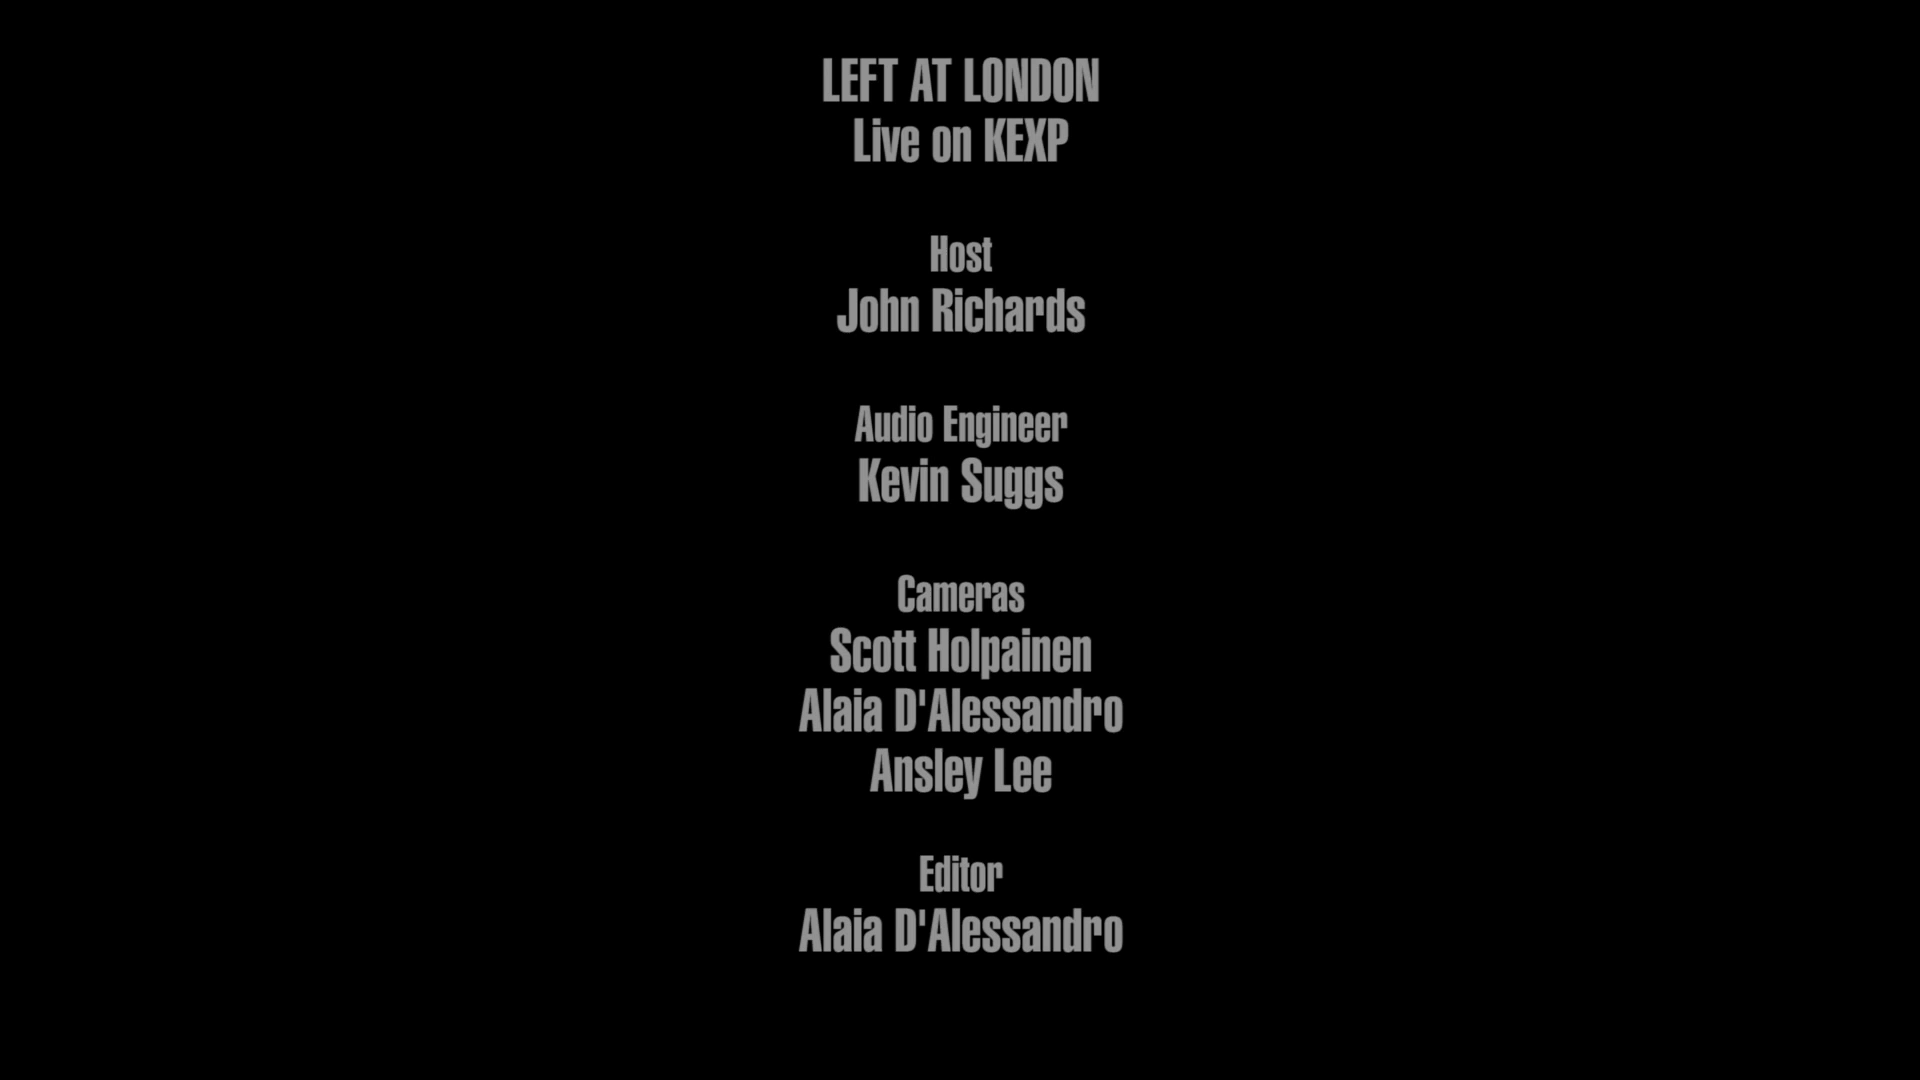 LEFT AT LONDON
Live on KEXP
Host
John Richards
Audio Engineer
Kevin Suggs
Cameras
Scott Holpainen
Alaia D'Alessandro
Ansley Lee
Editor
Alaia D'Alessandro